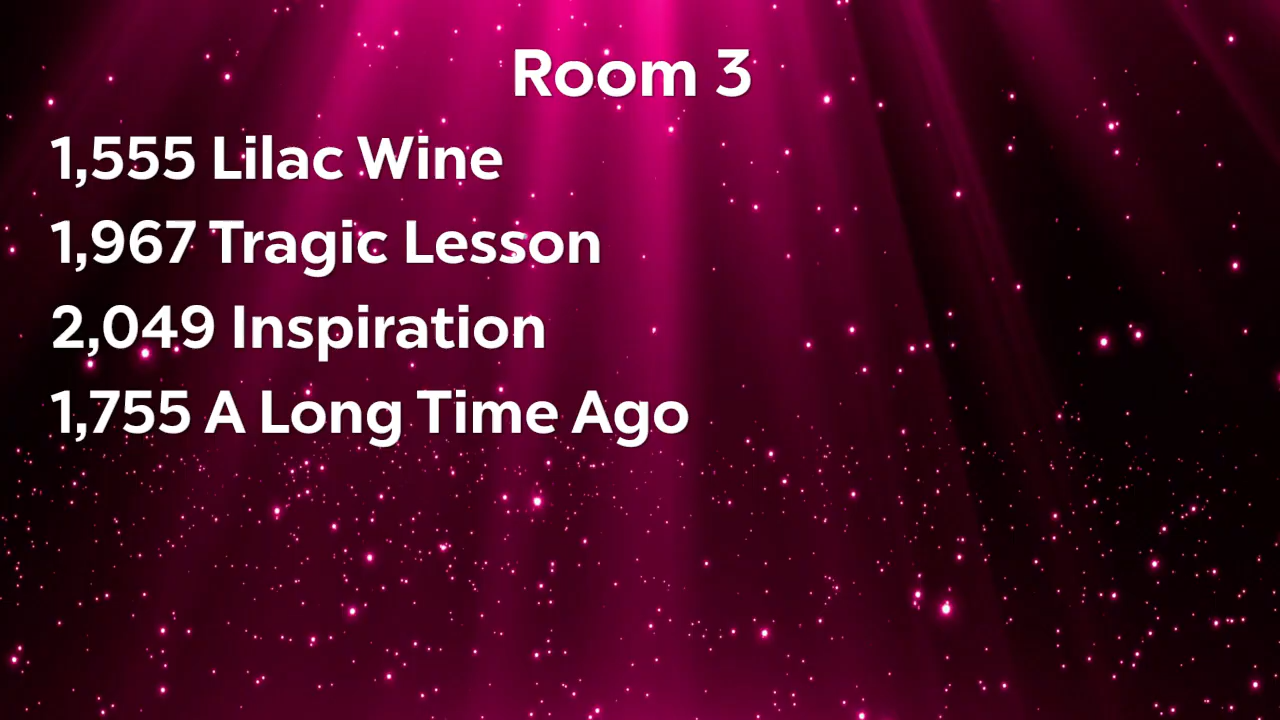 Room 3
1,555 Lilac Wine
1,967 Tragic Lesson
2,049 Inspiration
1,755 A Long Time Ago